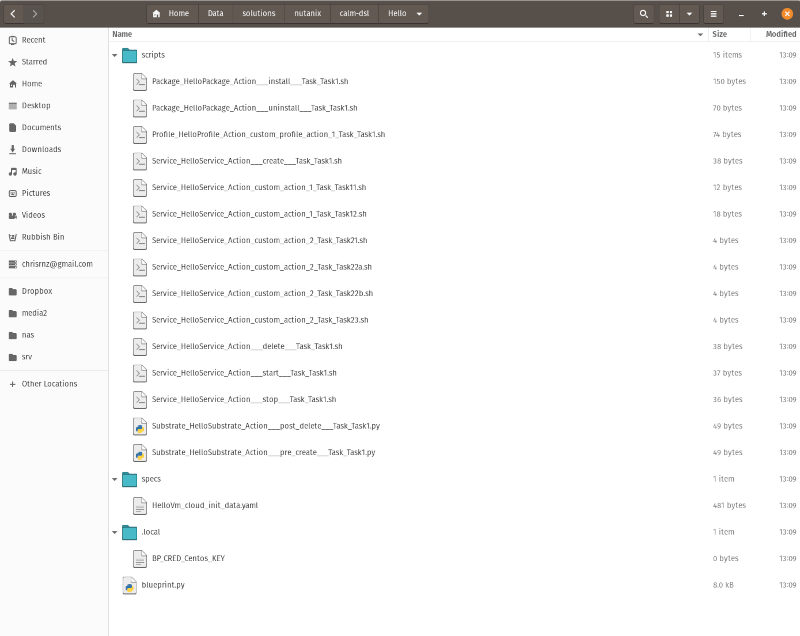 Home Data solutions nutanix calm-dsl Hello
Name Size Modified
Recent
Starred
Home
Desktop
Documents
Downloads
Music
Pictures
Videos
Rubbish Bin
chrisrnz@gmail.com
Dropbox
media2
nas
srv
Other Locations
scripts 15 items 13:09
Package_HelloPackage_Action___install___Task_Task1.sh 150 bytes 13:09
Package_HelloPackage_Action___uninstall___Task_Task1.sh 70 bytes 13:09
Profile_HelloProfile_Action_custom_profile_action_1_Task_Task1.sh 74 bytes 13:09
Service_HelloService_Action___create___Task_Task1.sh 38 bytes 13:09
Service_HelloService_Action_custom_action_1_Task_Task11.sh 12 bytes 13:09
Service_HelloService_Action_custom_action_1_Task_Task12.sh 18 bytes 13:09
Service_HelloService_Action_custom_action_2_Task_Task21.sh 4 bytes 13:09
Service_HelloService_Action_custom_action_2_Task_Task22a.sh 4 bytes 13:09
Service_HelloService_Action_custom_action_2_Task_Task22b.sh 4 bytes 13:09
Service_HelloService_Action_custom_action_2_Task_Task23.sh 4 bytes 13:09
Service_HelloService_Action___delete___Task_Task1.sh 38 bytes 13:09
Service_HelloService_Action___start___Task_Task1.sh 37 bytes 13:09
Service_HelloService_Action___stop___Task_Task1.sh 36 bytes 13:09
Substrate_HelloSubstrate_Action___post_delete___Task_Task1.py 49 bytes 13:09
Substrate_HelloSubstrate_Action___pre_create___Task_Task1.py 49 bytes 13:09
specs 1 item 13:09
HelloVm_cloud_init_data.yaml 481 bytes 13:09
.local 1 item 13:09
BP_CRED_Centos_KEY 0 bytes 13:09
blueprint.py 8.0 kB 13:09